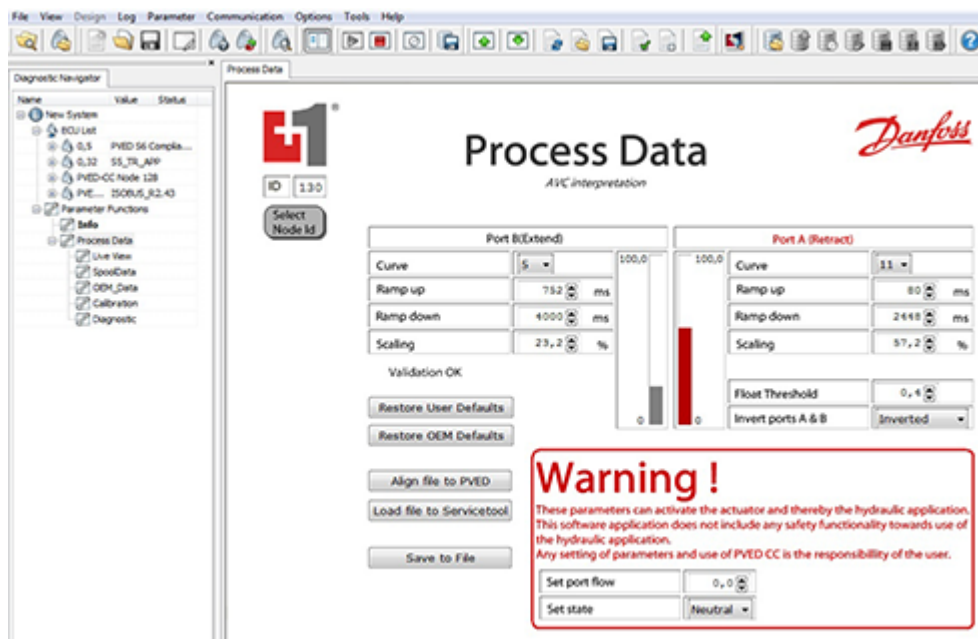 File View Design Log Parameter Communication Options Tools Help
Process Data
Diagnostic Navigator
Name Value Status
New System
ECU List
0,5 PVED S6 Complia...
0,32 S5_TR_APP
PVED-CC Node 128
PVE... ISOBUS_R2.43
Parameter Functions
Info
Process Data
Live View
SpoolData
OEM_Data
Calibration
Diagnostic
+1 ®
Process Data
AVC interpretation
Danfoss
ID 130
Select
Node Id
Port B(Extend)
Curve 5
Ramp up 752 ms
Ramp down 4000 ms
Scaling 23,2 %
100,0
0
Port A (Retract)
100,0
0
Curve 11
Ramp up 80 ms
Ramp down 2448 ms
Scaling 57,2 %
Float Threshold 0,4
Invert ports A & B Inverted
Validation OK
Restore User Defaults
Restore OEM Defaults
Align file to PVED
Load file to Servicetool
Save to File
Warning !
These parameters can activate the actuator and thereby the hydraulic application.
This software application does not include any safety functionality towards use of
the hydraulic application.
Any setting of parameters and use of PVED CC is the responsibillity of the user.
Set port flow 0,0
Set state Neutral